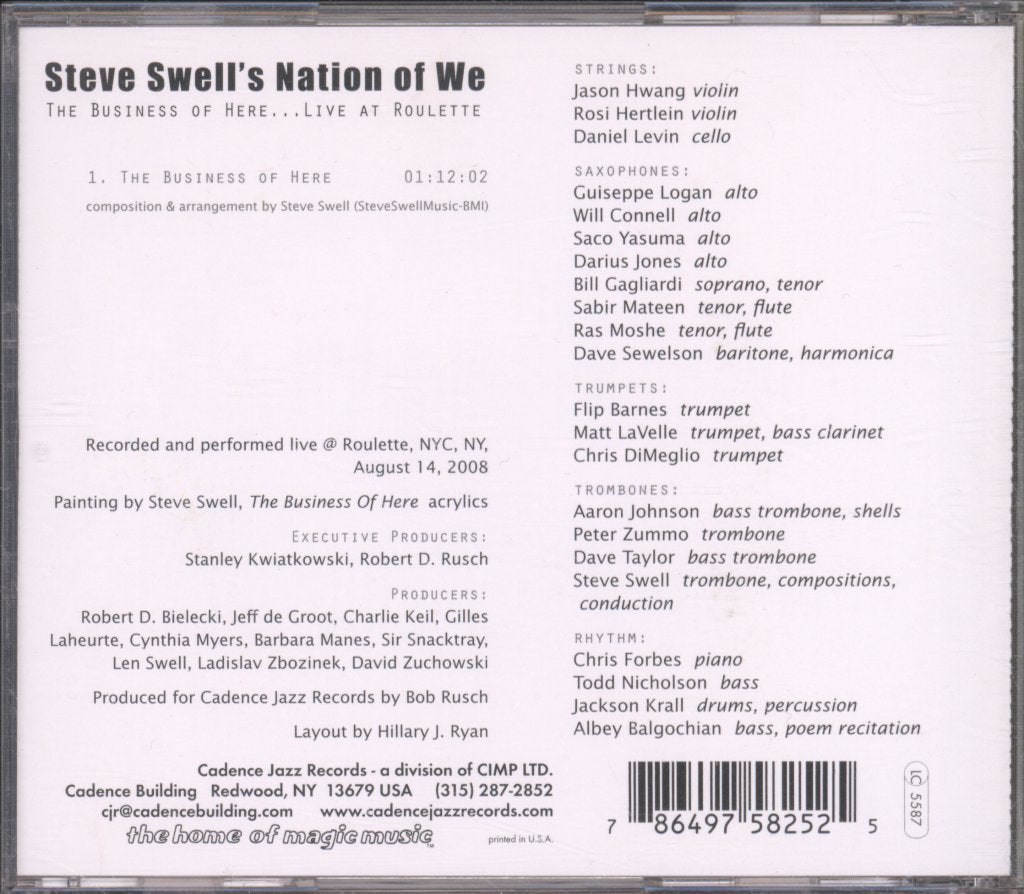 Steve Swell's Nation of We
The Business of Here...Live at Roulette
1. The Business of Here 01:12:02
composition & arrangement by Steve Swell (SteveSwellMusic-BMI)
Recorded and performed live @ Roulette, NYC, NY,
August 14, 2008
Painting by Steve Swell, The Business Of Here acrylics
Executive Producers:
Stanley Kwiatkowski, Robert D. Rusch
Producers:
Robert D. Bielecki, Jeff de Groot, Charlie Keil, Gilles
Laheurte, Cynthia Myers, Barbara Manes, Sir Snacktray,
Len Swell, Ladislav Zbozinek, David Zuchowski
Produced for Cadence Jazz Records by Bob Rusch
Layout by Hillary J. Ryan
Cadence Jazz Records - a division of CIMP LTD.
Cadence Building Redwood, NY 13679 USA (315) 287-2852
cjr@cadencebuilding.com www.cadencejazzrecords.com
the home of magic music™
printed in U.S.A.
STRINGS:
Jason Hwang violin
Rosi Hertlein violin
Daniel Levin cello
SAXOPHONES:
Guiseppe Logan alto
Will Connell alto
Saco Yasuma alto
Darius Jones alto
Bill Gagliardi soprano, tenor
Sabir Mateen tenor, flute
Ras Moshe tenor, flute
Dave Sewelson baritone, harmonica
TRUMPETS:
Flip Barnes trumpet
Matt LaVelle trumpet, bass clarinet
Chris DiMeglio trumpet
TROMBONES:
Aaron Johnson bass trombone, shells
Peter Zummo trombone
Dave Taylor bass trombone
Steve Swell trombone, compositions,
conduction
RHYTHM:
Chris Forbes piano
Todd Nicholson bass
Jackson Krall drums, percussion
Albey Balgochian bass, poem recitation
7 86497 58252 5
LC 5587